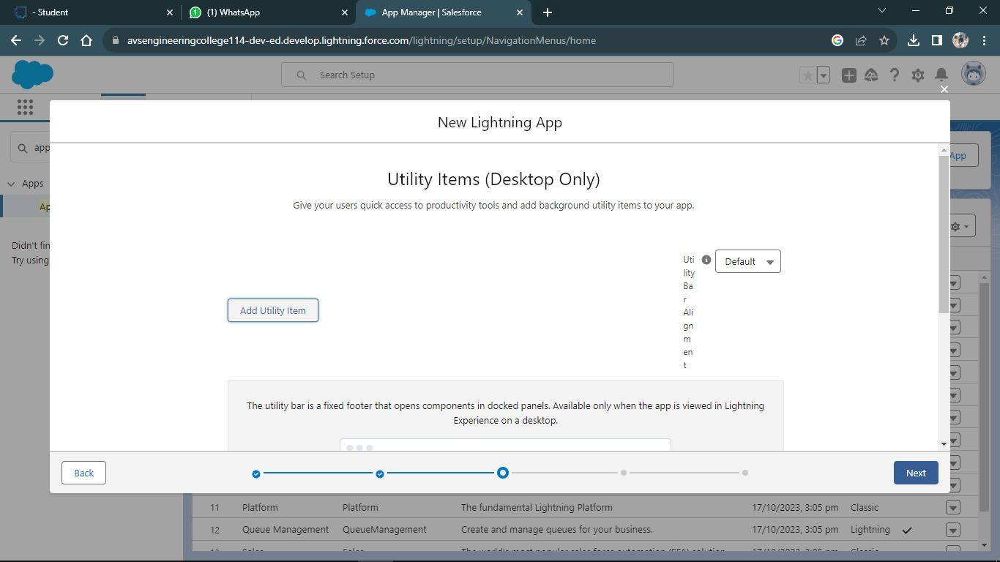 - Student
(1) WhatsApp
App Manager | Salesforce
avsengineeringcollege114-dev-ed.develop.lightning.force.com/lightning/setup/NavigationMenus/home
Search Setup
New Lightning App
app
App
Apps
Utility Items (Desktop Only)
Ap
Give your users quick access to productivity tools and add background utility items to your app.
Didn't fin
Try using
Uti
lity
Ba
r
Ali
gn
m
en
t
Default
Add Utility Item
The utility bar is a fixed footer that opens components in docked panels. Available only when the app is viewed in Lightning
Experience on a desktop.
Back
Next
11 Platform Platform The fundamental Lightning Platform 17/10/2023, 3:05 pm Classic
12 Queue Management QueueManagement Create and manage queues for your business. 17/10/2023, 3:05 pm Lightning
13 Sales Sales The world's most popular sales force automation (SFA) solution 17/10/2023, 3:05 pm Classic